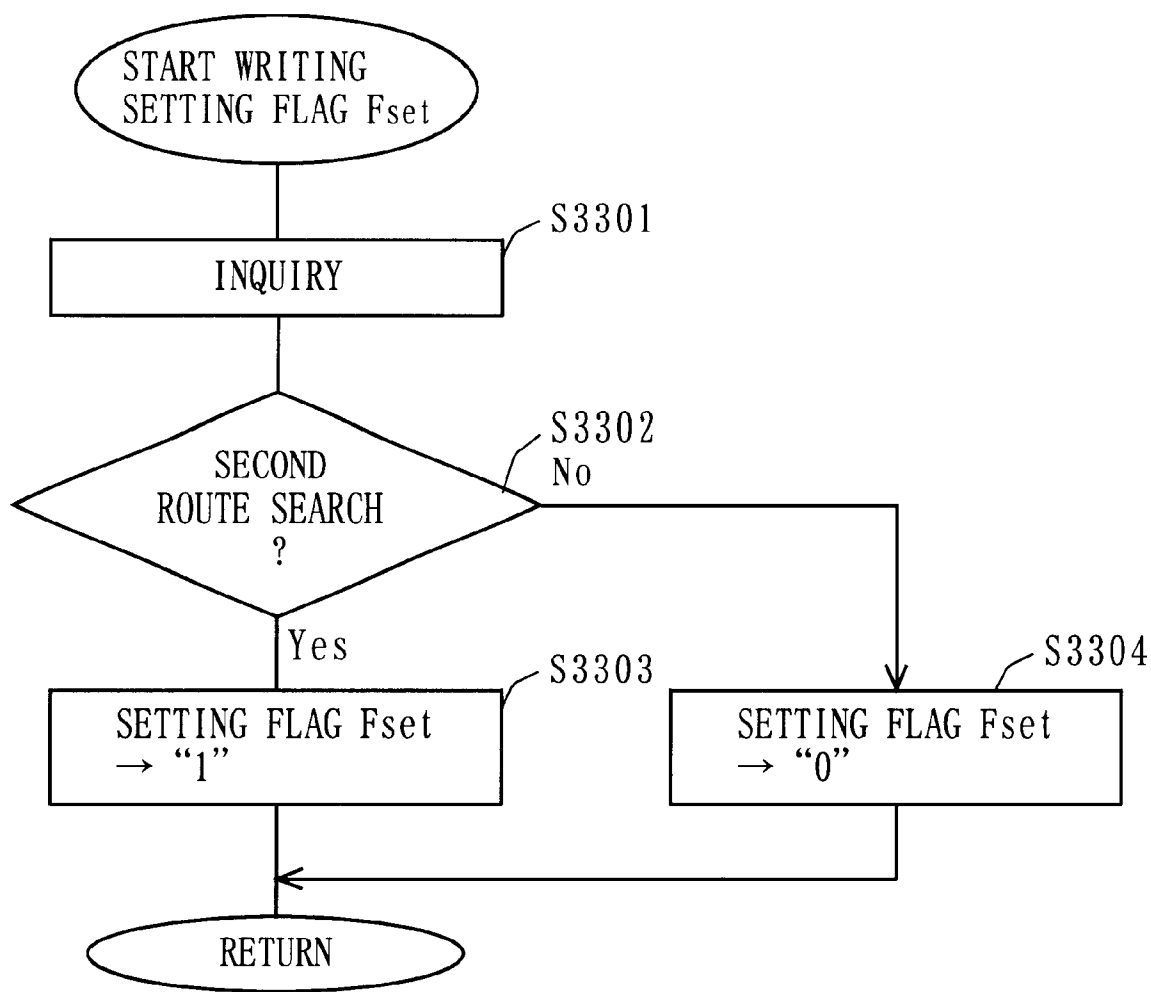 START WRITING
SETTING FLAG Fset
S3301
INQUIRY
S3302
SECOND
ROUTE SEARCH
?
No
Yes
S3303
SETTING FLAG Fset
→ “1”
S3304
SETTING FLAG Fset
→ “0”
RETURN